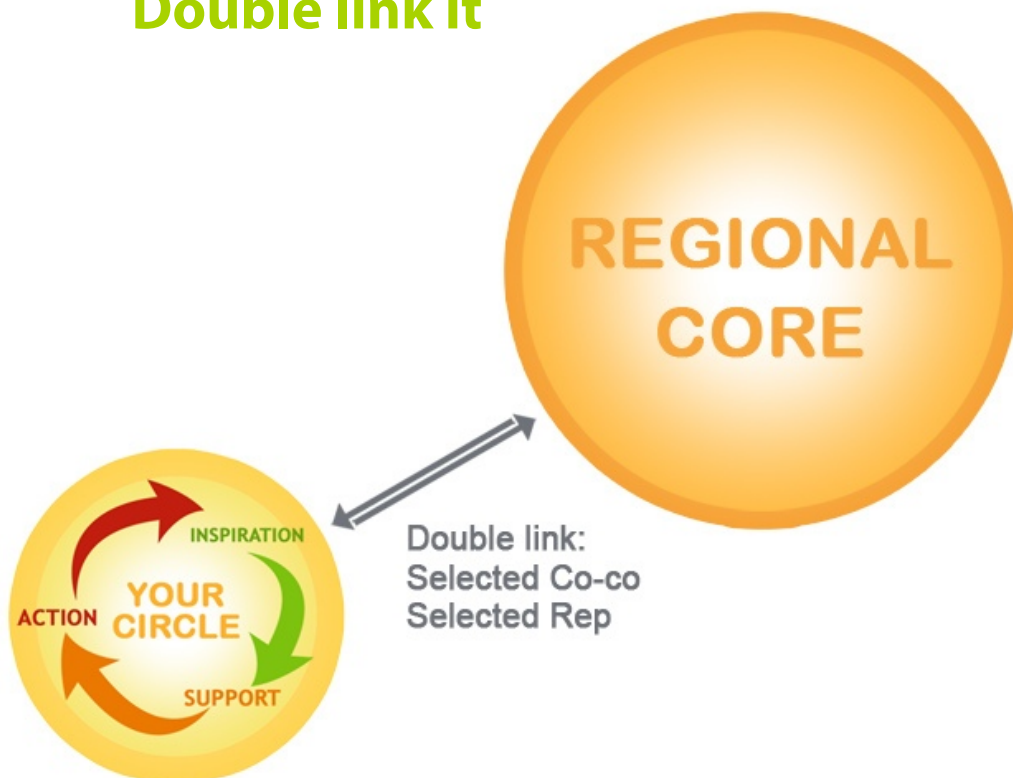 Double link it
REGIONAL
CORE
INSPIRATION
YOUR
CIRCLE
ACTION
SUPPORT
Double link:
Selected Co-co
Selected Rep